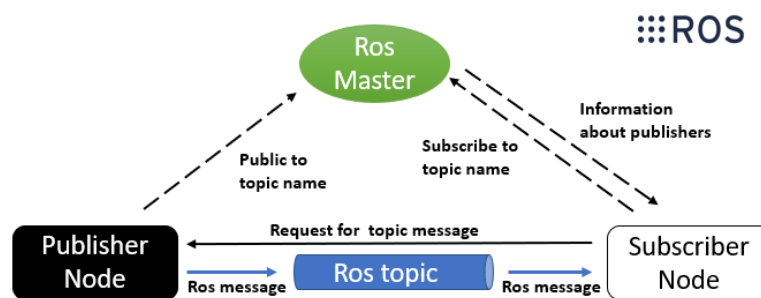 ROS
Ros
Master
Information
about publishers
Subscribe to
topic name
Public to
topic name
Request for topic message
Publisher
Node
Ros topic
Subscriber
Node
Ros message
Ros message